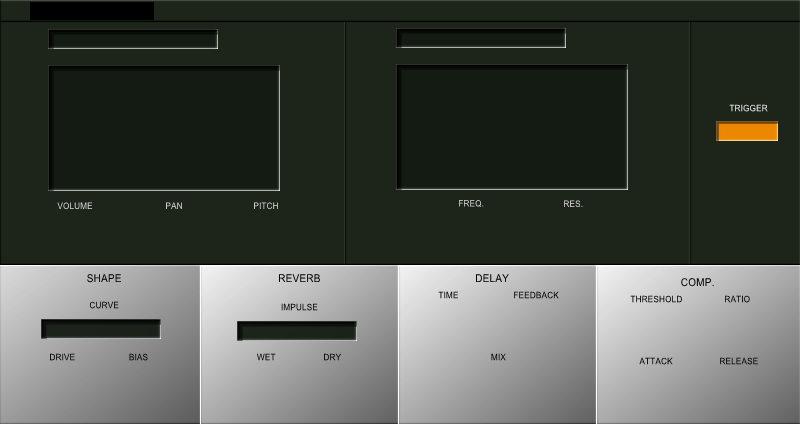 TRIGGER
VOLUME PAN PITCH
FREQ. RES.
SHAPE
CURVE
DRIVE BIAS
REVERB
IMPULSE
WET DRY
DELAY
TIME FEEDBACK
MIX
COMP.
THRESHOLD RATIO
ATTACK RELEASE